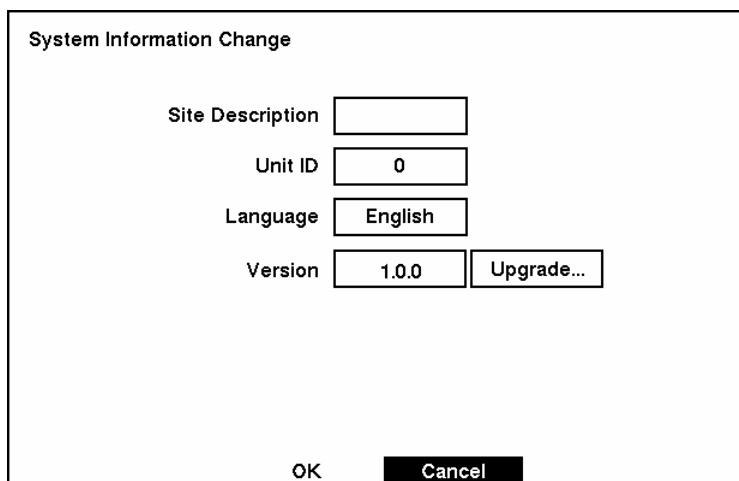 System Information Change
Site Description
Unit ID 0
Language English
Version 1.0.0 Upgrade...
OK Cancel